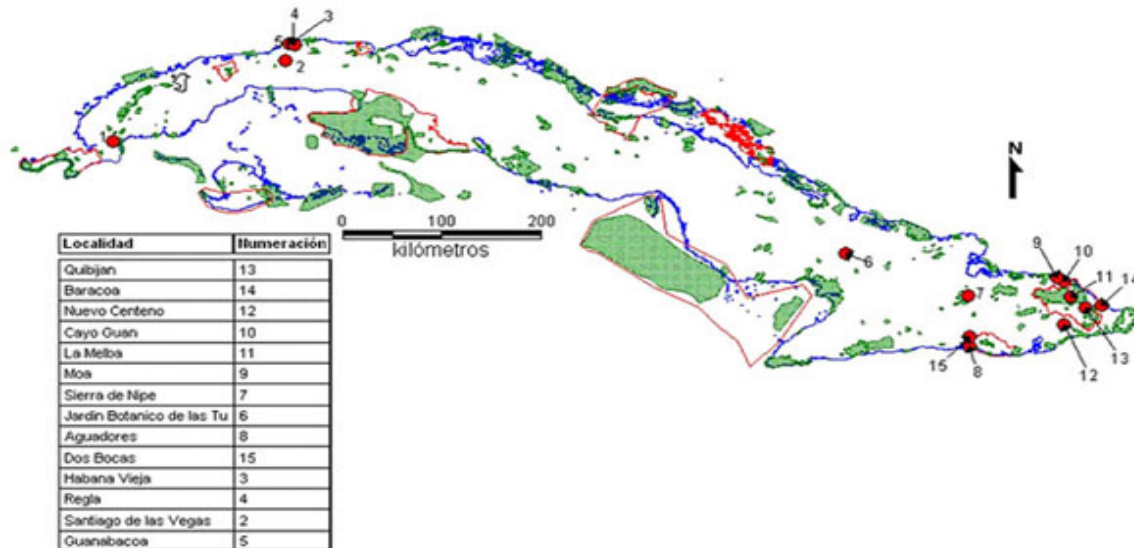 4 3
5
2
N
0 100 200
kilómetros
9 10
6
11
7
14
13
15 8
12
Localidad Numeración
Quibijan 13
Baracoa 14
Nuevo Centeno 12
Cayo Guan 10
La Melba 11
Moa 9
Sierra de Nipe 7
Jardin Botanico de las Tu 6
Aguadores 8
Dos Bocas 15
Habana Vieja 3
Regla 4
Santiago de las Vegas 2
Guanabacoa 5